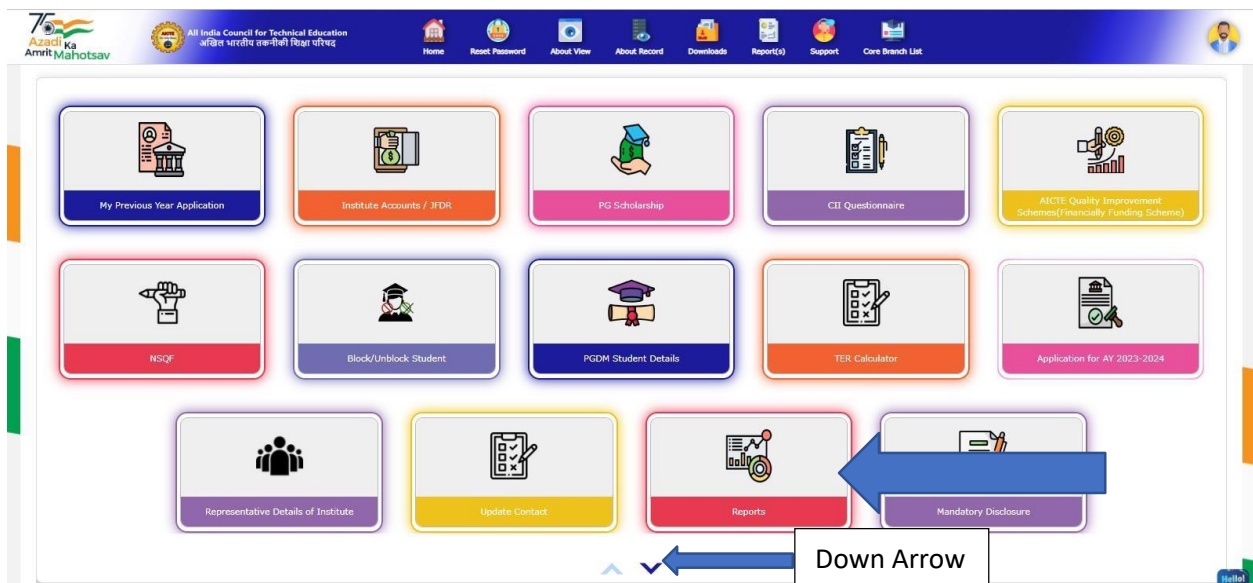 75
Azadi Ka
Amrit Mahotsav
All India Council for Technical Education
अखिल भारतीय तकनीकी शिक्षा परिषद
Home
Reset Password
About View
About Record
Downloads
Report(s)
Support
Core Branch List
My Previous Year Application
Institute Accounts / JFDR
PG Scholarship
CII Questionnaire
AICTE Quality Improvement
Schemes(Financially Funding Scheme)
NSQF
Block/Unblock Student
PGDM Student Details
TER Calculator
Application for AY 2023-2024
Representative Details of Institute
Update Contact
Reports
Mandatory Disclosure
Down Arrow
Hello!